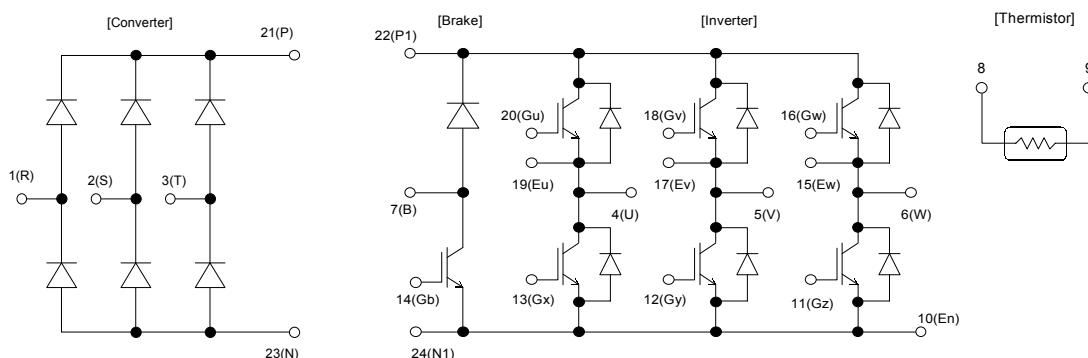 [Converter]
[Brake]
[Inverter]
[Thermistor]
21(P)
22(P1)
8
9
20(Gu)
18(Gv)
16(Gw)
1(R)
2(S)
3(T)
19(Eu)
17(Ev)
15(Ew)
7(B)
4(U)
5(V)
6(W)
14(Gb)
13(Gx)
12(Gy)
11(Gz)
10(En)
23(N)
24(N1)